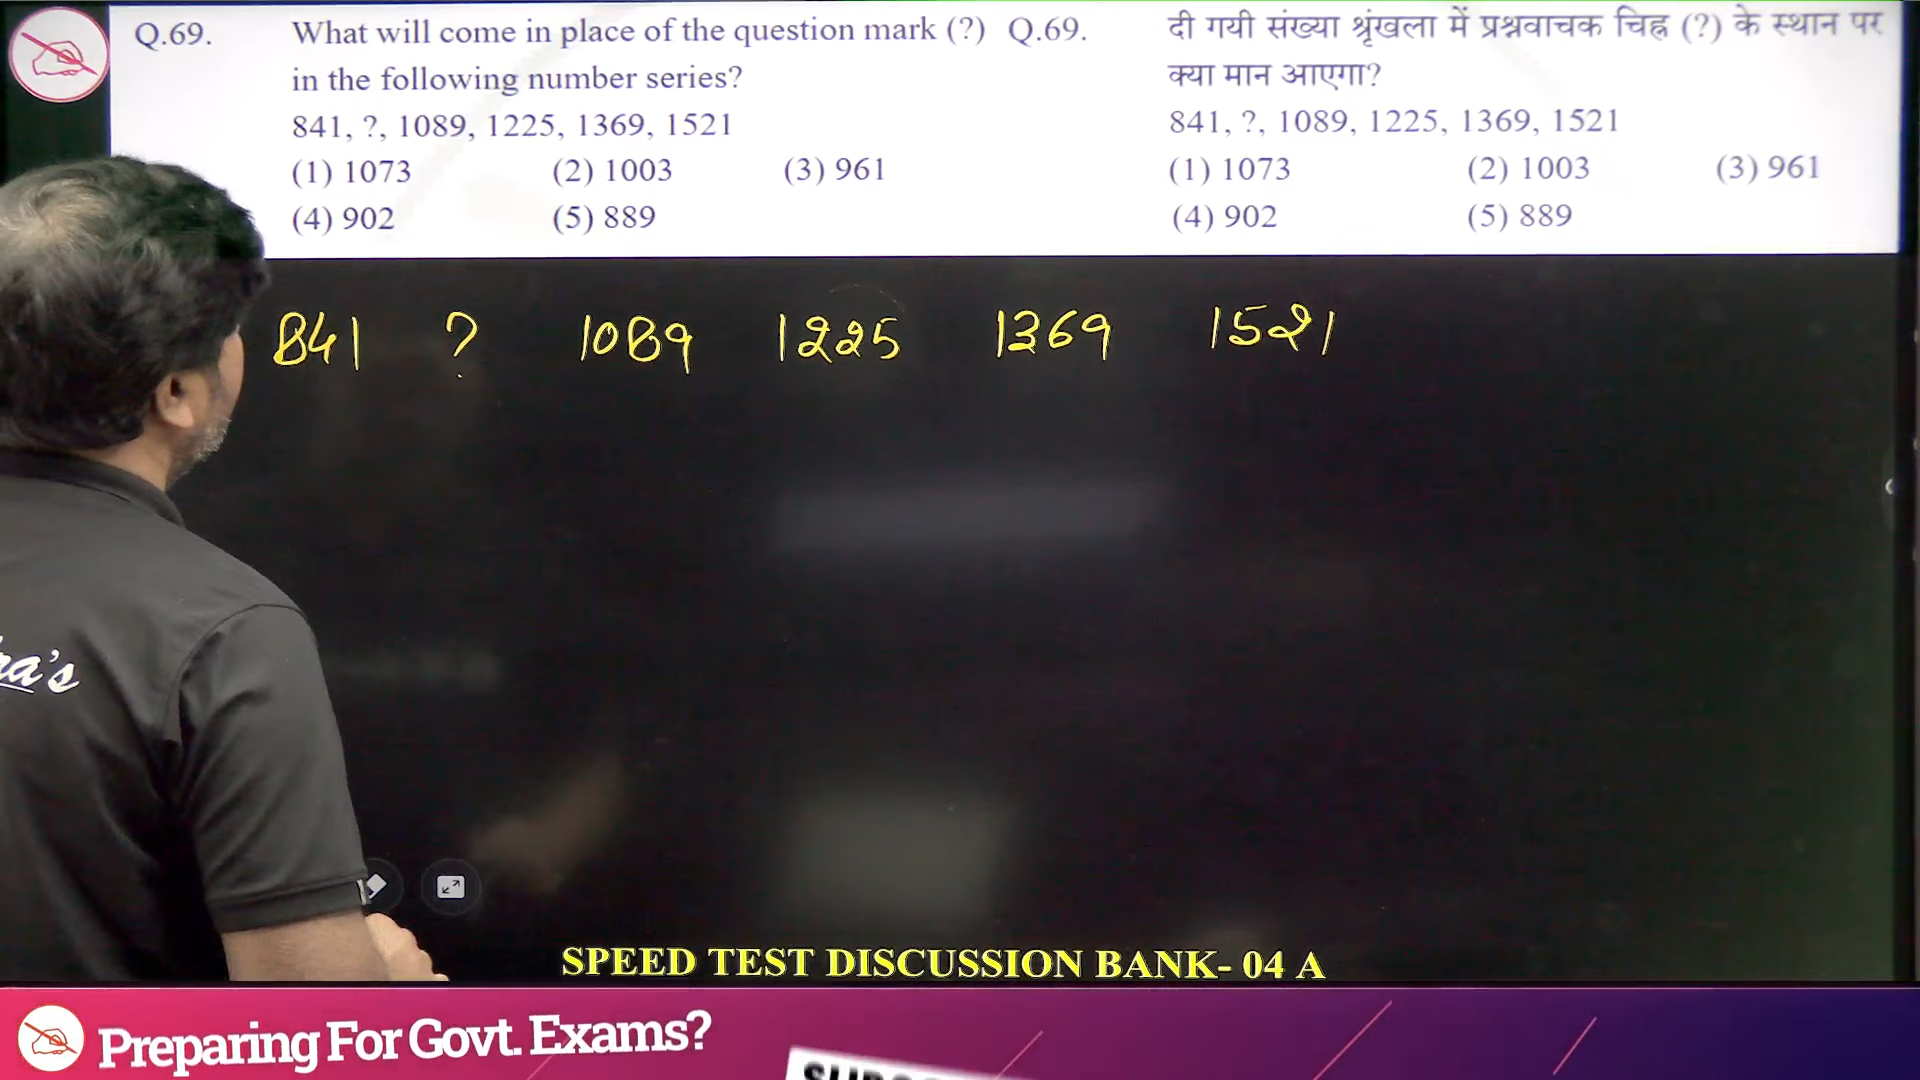 Q.69. What will come in place of the question mark (?)
in the following number series?
841, ?, 1089, 1225, 1369, 1521
(1) 1073 (2) 1003 (3) 961
(4) 902 (5) 889
Q.69. दी गयी संख्या श्रृंखला में प्रश्नवाचक चिह्न (?) के स्थान पर
क्या मान आएगा?
841, ?, 1089, 1225, 1369, 1521
(1) 1073 (2) 1003 (3) 961
(4) 902 (5) 889
841 ? 1089 1225 1369 1521
SPEED TEST DISCUSSION BANK- 04 A
Preparing For Govt. Exams?